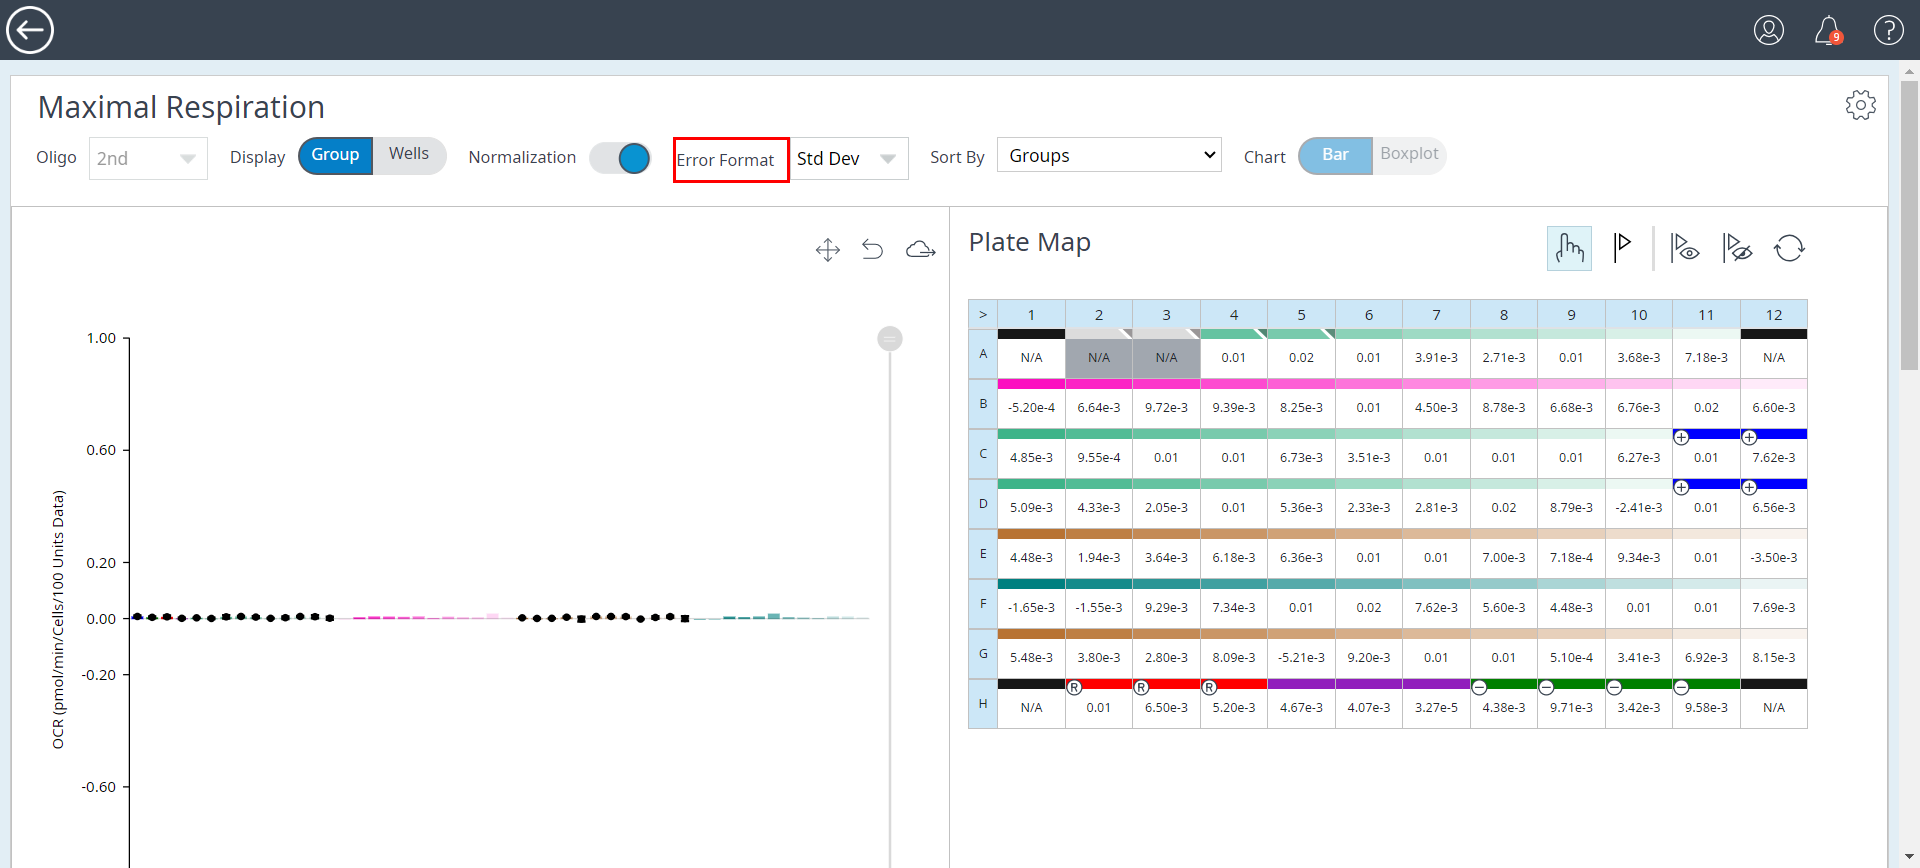 9
?
Maximal Respiration
Oligo 2nd Display Group Wells Normalization Error Format Std Dev Sort By Groups Chart Bar Boxplot
1.00
0.60
0.20
0.00
-0.20
-0.60
OCR (pmol/min/Cells/100 Units Data)
Plate Map
> 1 2 3 4 5 6 7 8 9 10 11 12
A N/A N/A N/A 0.01 0.02 0.01 3.91e-3 2.71e-3 0.01 3.68e-3 7.18e-3 N/A
B -5.20e-4 6.64e-3 9.72e-3 9.39e-3 8.25e-3 0.01 4.50e-3 8.78e-3 6.68e-3 6.76e-3 0.02 6.60e-3
C 4.85e-3 9.55e-4 0.01 0.01 6.73e-3 3.51e-3 0.01 0.01 0.01 6.27e-3 0.01 7.62e-3
D 5.09e-3 4.33e-3 2.05e-3 0.01 5.36e-3 2.33e-3 2.81e-3 0.02 8.79e-3 -2.41e-3 0.01 6.56e-3
E 4.48e-3 1.94e-3 3.64e-3 6.18e-3 6.36e-3 0.01 0.01 7.00e-3 7.18e-4 9.34e-3 0.01 -3.50e-3
F -1.65e-3 -1.55e-3 9.29e-3 7.34e-3 0.01 0.02 7.62e-3 5.60e-3 4.48e-3 0.01 0.01 7.69e-3
G 5.48e-3 3.80e-3 2.80e-3 8.09e-3 -5.21e-3 9.20e-3 0.01 0.01 5.10e-4 3.41e-3 6.92e-3 8.15e-3
R R R
H N/A 0.01 6.50e-3 5.20e-3 4.67e-3 4.07e-3 3.27e-5 4.38e-3 9.71e-3 3.42e-3 9.58e-3 N/A